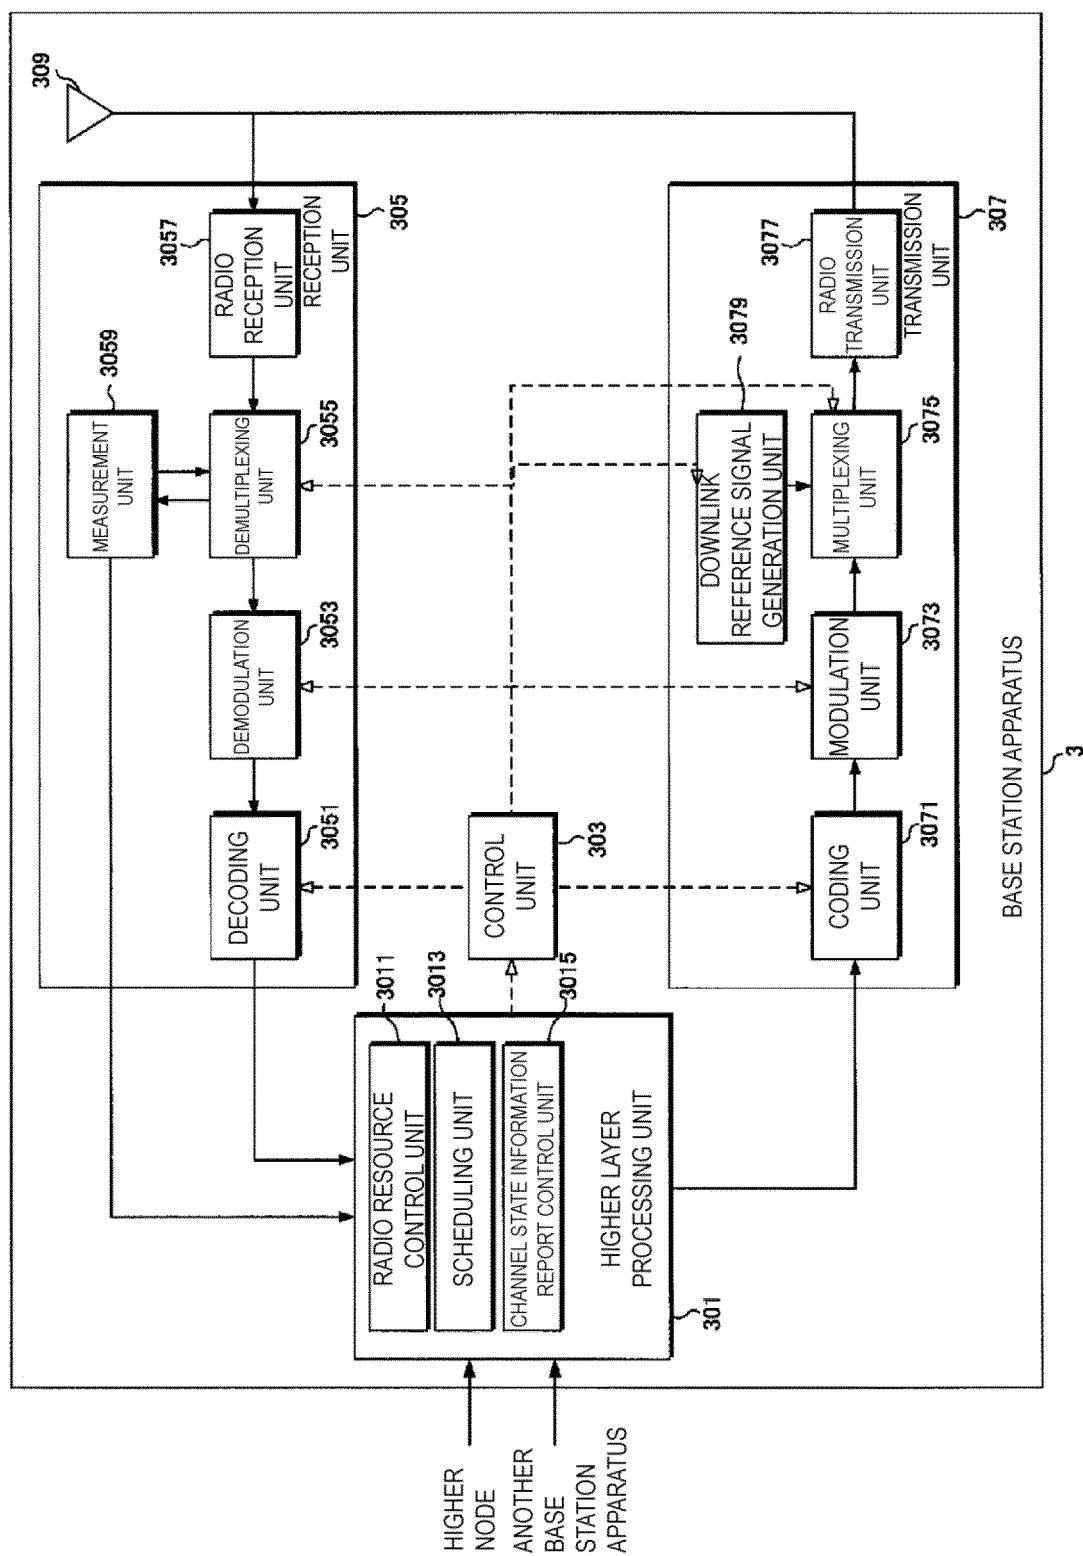 309
3057
RADIO
RECEPTION
UNIT
RECEPTION
UNIT
305
3059
MEASUREMENT
UNIT
DEMULTIPLEXING
UNIT
3055
DEMODULATION
UNIT
3053
DECODING
UNIT
3051
CONTROL
UNIT
303
3011
3013
3015
RADIO RESOURCE
CONTROL UNIT
SCHEDULING UNIT
CHANNEL STATE INFORMATION
REPORT CONTROL UNIT
HIGHER LAYER
PROCESSING UNIT
301
HIGHER
NODE
ANOTHER
BASE
STATION
APPARATUS
3077
RADIO
TRANSMISSION
UNIT
TRANSMISSION
UNIT
307
3079
DOWNLINK
REFERENCE SIGNAL
GENERATION UNIT
MULTIPLEXING
UNIT
3075
MODULATION
UNIT
3073
CODING
UNIT
3071
BASE STATION APPARATUS
3